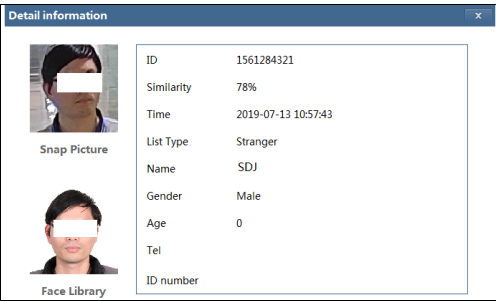 Detail information x
ID 1561284321
Similarity 78%
Time 2019-07-13 10:57:43
List Type Stranger
Name SDJ
Gender Male
Age 0
Tel
ID number
Snap Picture
Face Library